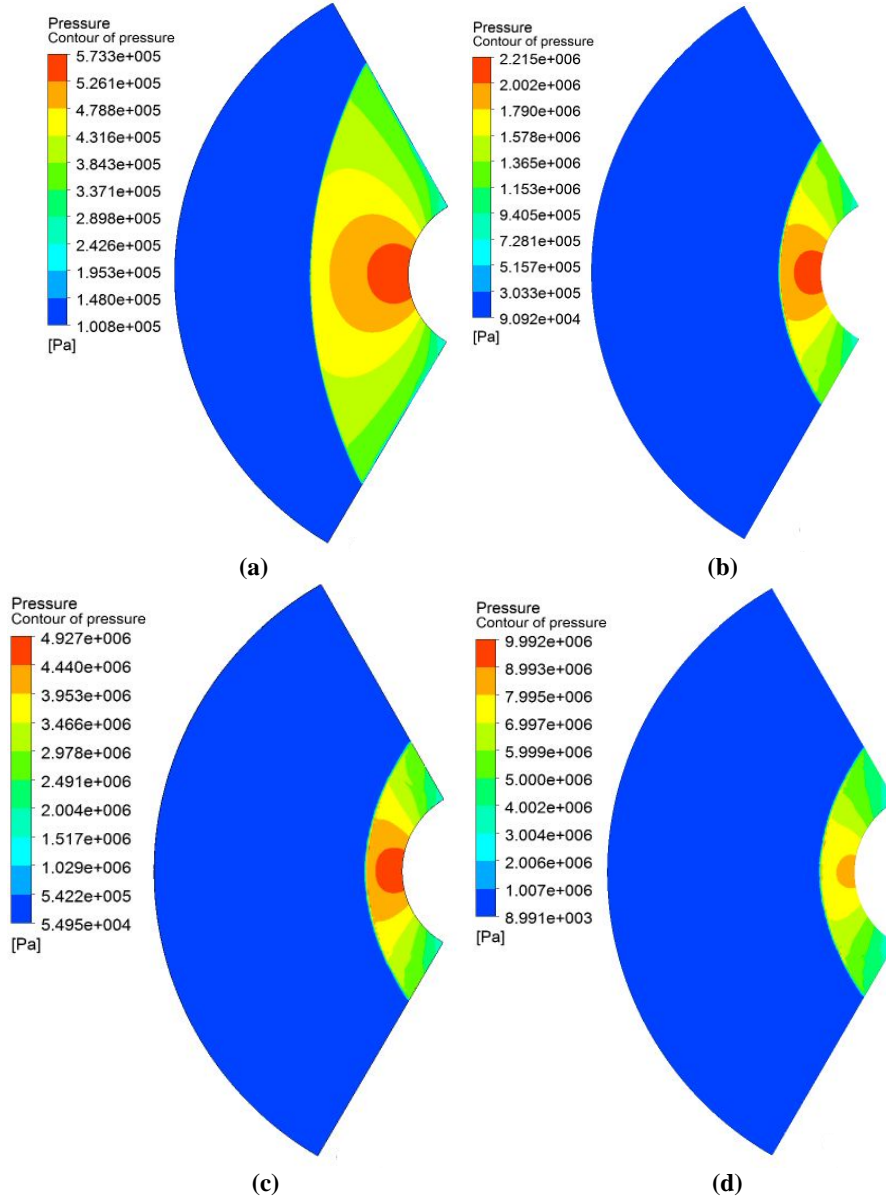 Pressure
Contour of pressure
5.733e+005
5.261e+005
4.788e+005
4.316e+005
3.843e+005
3.371e+005
2.898e+005
2.426e+005
1.953e+005
1.480e+005
1.008e+005
[Pa]
(a)
Pressure
Contour of pressure
2.215e+006
2.002e+006
1.790e+006
1.578e+006
1.365e+006
1.153e+006
9.405e+005
7.281e+005
5.157e+005
3.033e+005
9.092e+004
[Pa]
(b)
Pressure
Contour of pressure
4.927e+006
4.440e+006
3.953e+006
3.466e+006
2.978e+006
2.491e+006
2.004e+006
1.517e+006
1.029e+006
5.422e+005
5.495e+004
[Pa]
(c)
Pressure
Contour of pressure
9.992e+006
8.993e+006
7.995e+006
6.997e+006
5.999e+006
5.000e+006
4.002e+006
3.004e+006
2.006e+006
1.007e+006
8.991e+003
[Pa]
(d)